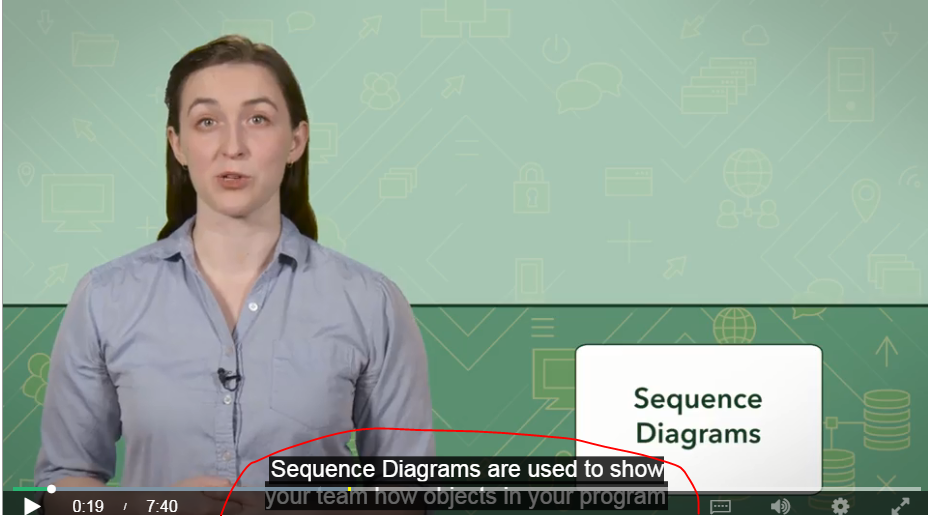 Sequence
Diagrams
Sequence Diagrams are used to show
your team how objects in your program
0:19 / 7:40